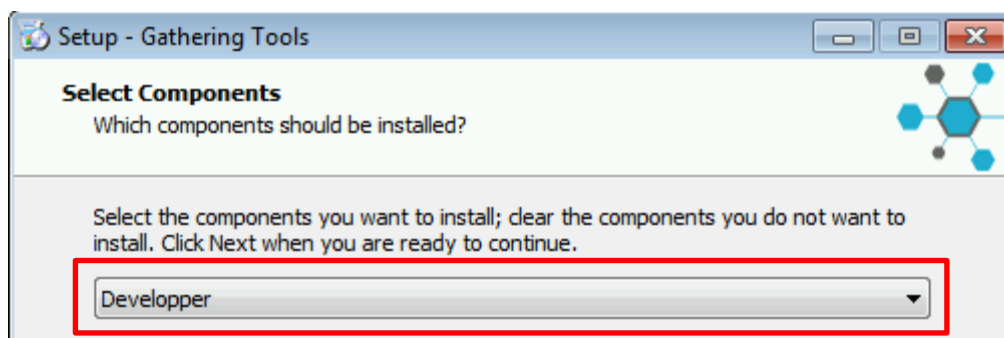 Setup - Gathering Tools
Select Components
Which components should be installed?
Select the components you want to install; clear the components you do not want to
install. Click Next when you are ready to continue.
Developper